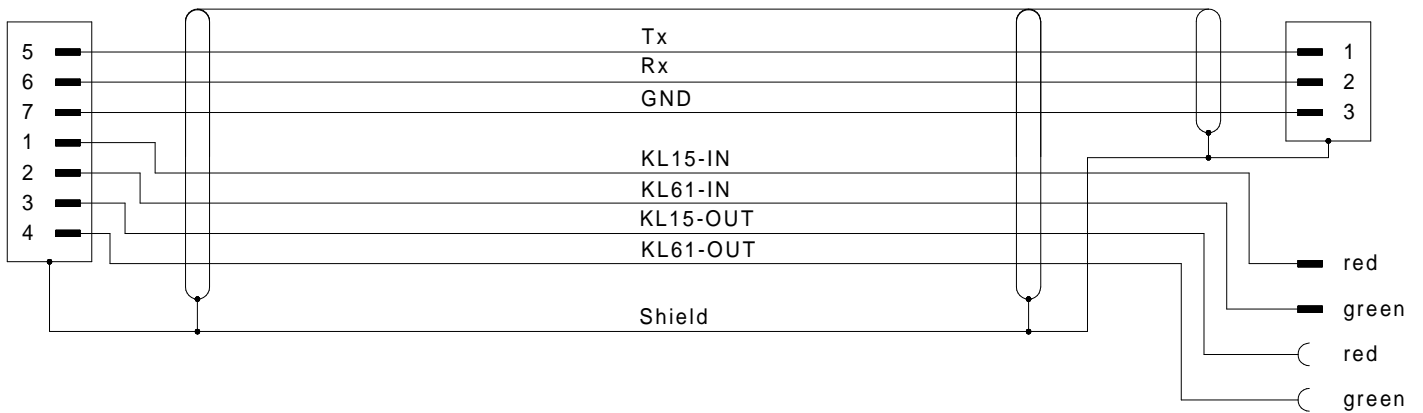 Tx
5 1
Rx
6 2
GND
7 3
1
KL15-IN
2
KL61-IN
3
KL15-OUT
4
KL61-OUT
red
green
Shield
red
green